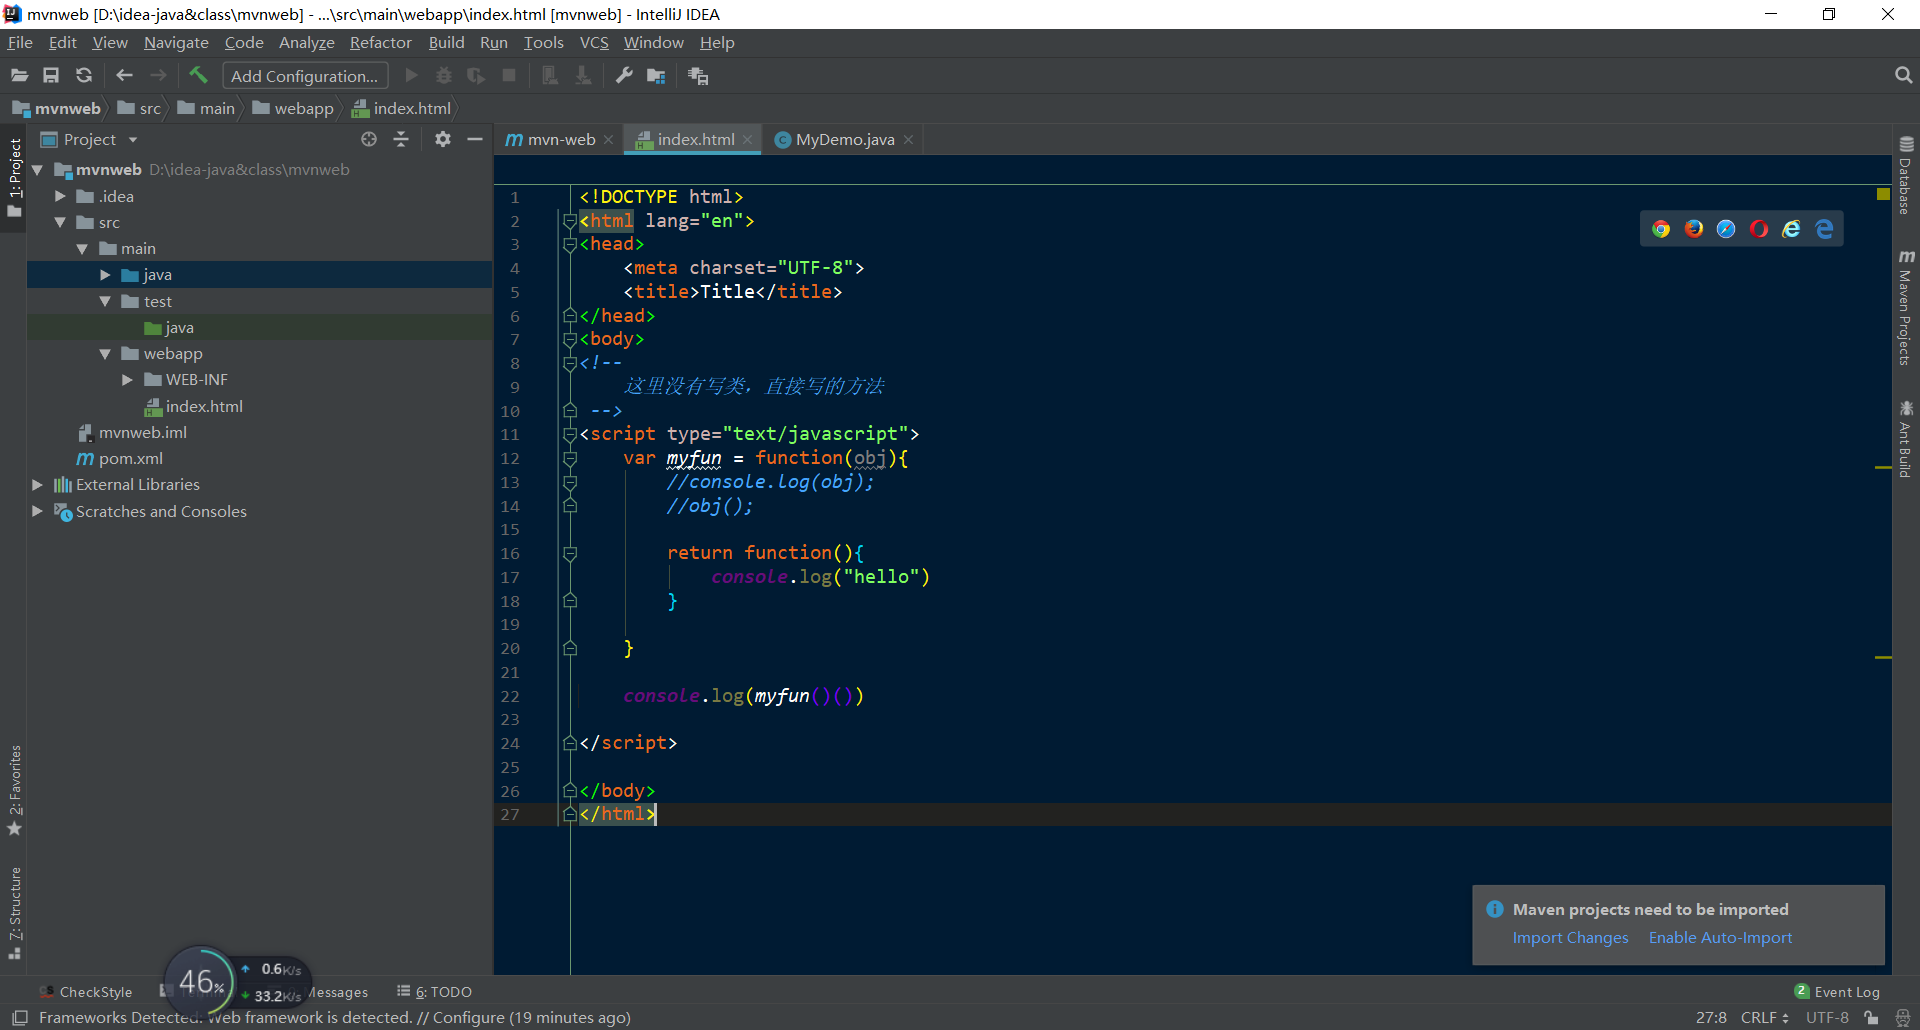 mvnweb [D:\idea-java&class\mvnweb] - ...\src\main\webapp\index.html [mvnweb] - IntelliJ IDEA
File Edit View Navigate Code Analyze Refactor Build Run Tools VCS Window Help
Add Configuration...
mvnweb src main webapp index.html
Project
mvn-web index.html MyDemo.java
1: Project
2: Favorites
7: Structure
mvnweb D:\idea-java&class\mvnweb
.idea
src
main
java
test
java
webapp
WEB-INF
index.html
mvnweb.iml
pom.xml
External Libraries
Scratches and Consoles
1 <!DOCTYPE html>
2 <html lang="en">
3 <head>
4 <meta charset="UTF-8">
5 <title>Title</title>
6 </head>
7 <body>
8 <!--
9 这里没有写类，直接写的方法
10 -->
11 <script type="text/javascript">
12 var myfun = function(obj){
13 //console.log(obj);
14 //obj();
15
16 return function(){
17 console.log("hello")
18 }
19
20 }
21
22 console.log(myfun()())
23
24 </script>
25
26 </body>
27 </html>
Database
Maven Projects
Ant Build
Maven projects need to be imported
Import Changes Enable Auto-Import
46%
0.6K/s
33.2K/s
CheckStyle Messages 6: TODO
2 Event Log
Frameworks Detected: Web framework is detected. // Configure (19 minutes ago)
27:8 CRLF UTF-8